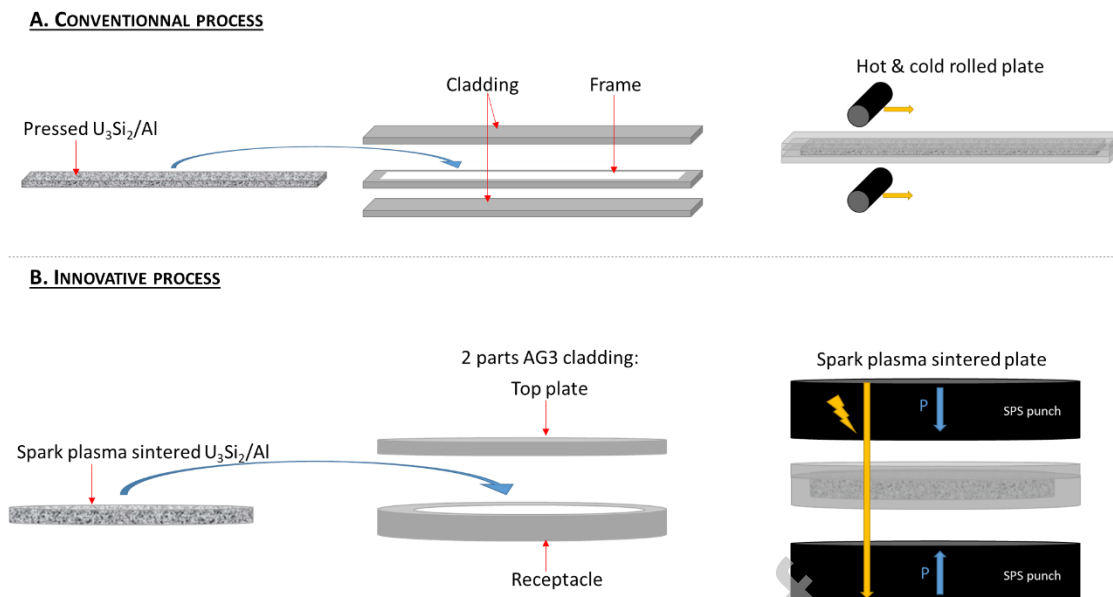 A. CONVENTIONNAL PROCESS
Hot & cold rolled plate
Cladding
Frame
Pressed U₃Si₂/Al
B. INNOVATIVE PROCESS
2 parts AG3 cladding:
Top plate
Spark plasma sintered plate
P
SPS punch
Spark plasma sintered U₃Si₂/Al
Receptacle
P
SPS punch